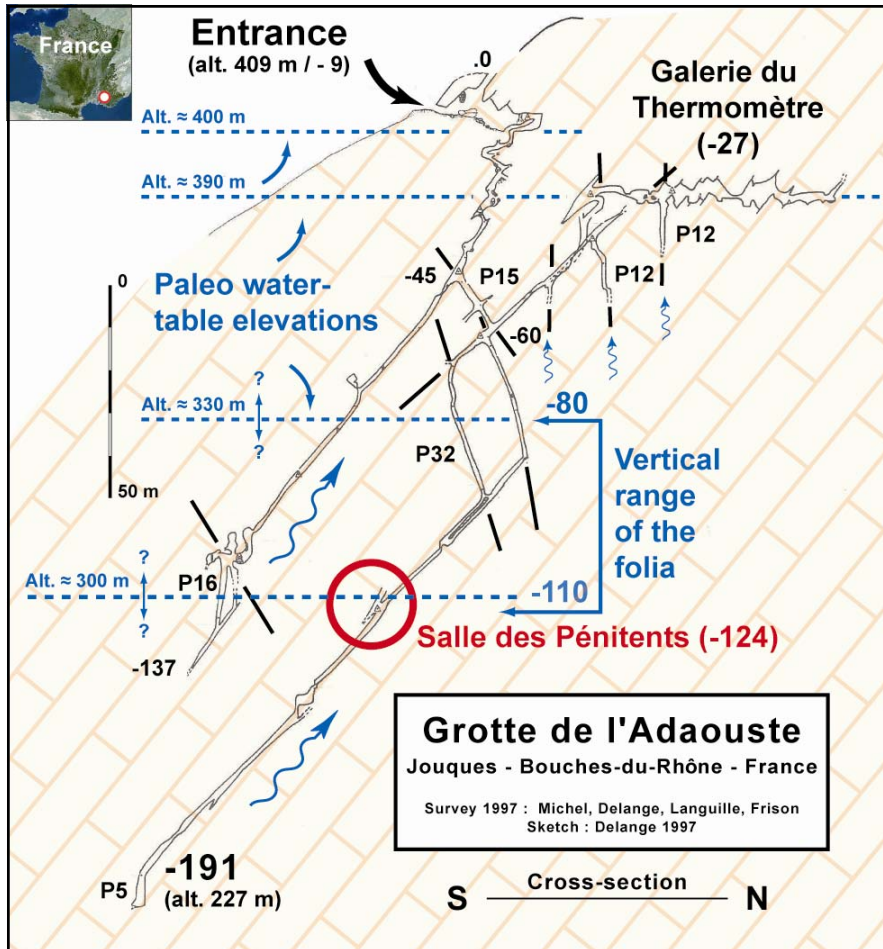 France
Entrance
(alt. 409 m / - 9)
.0
Galerie du
Thermomètre
(-27)
Alt. ≈ 400 m
Alt. ≈ 390 m
P12
P12
-45
P15
0
Paleo water-
table elevations
-60
?
Alt. ≈ 330 m
?
-80
P32
Vertical
range
of the
folia
50 m
?
Alt. ≈ 300 m
?
P16
-110
Salle des Pénitents (-124)
-137
Grotte de l'Adaouste
Jouques - Bouches-du-Rhône - France
Survey 1997 : Michel, Delange, Languille, Frison
Sketch : Delange 1997
-191
(alt. 227 m)
P5
Cross-section
S N